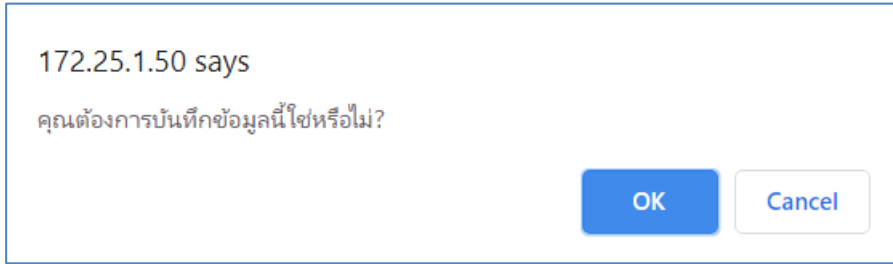 172.25.1.50 says
คุณต้องการบันทึกข้อมูลนี้ใช่หรือไม่?
OK Cancel